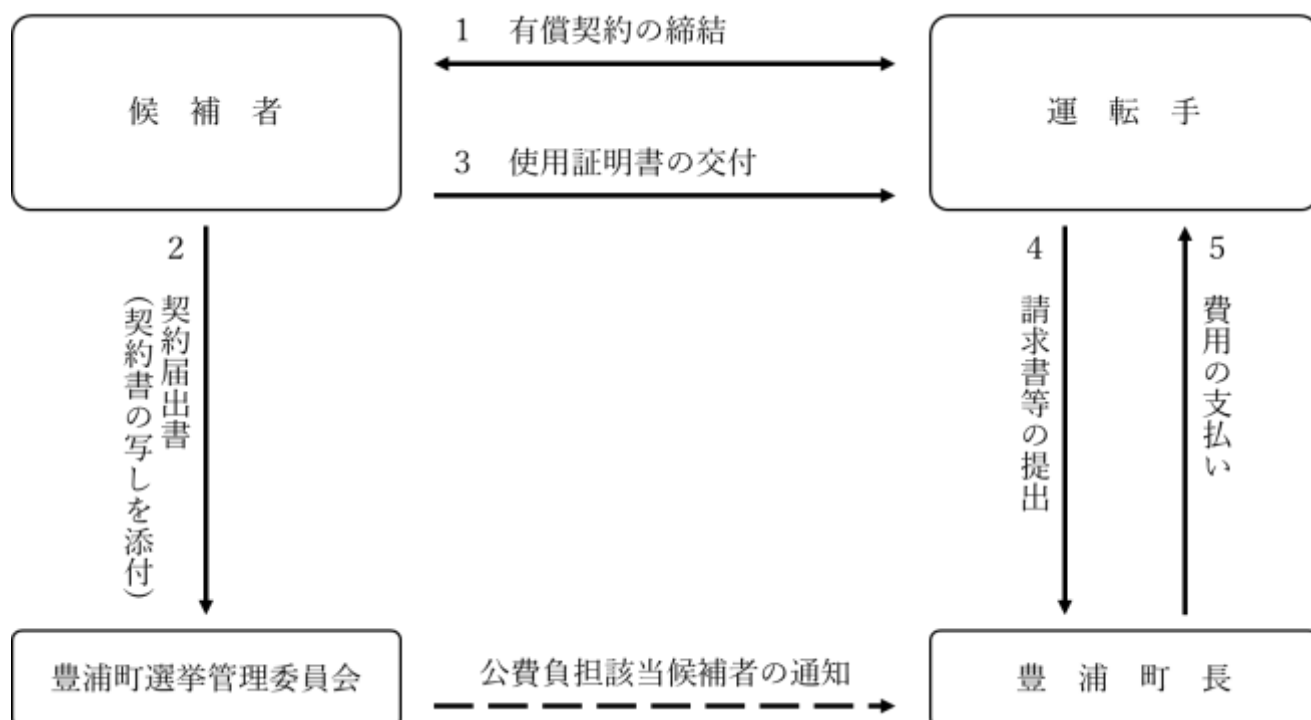 1 有償契約の締結
候 補 者
運 転 手
3 使用証明書の交付
2 契約届出書
(契約書の写しを添付)
4 請求書等の提出
5 費用の支払い
豊浦町選挙管理委員会
公費負担該当候補者の通知
豊 浦 町 長